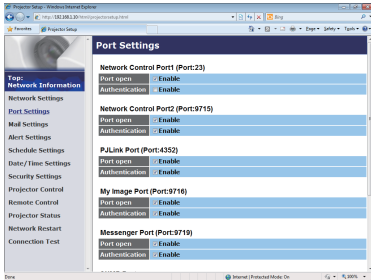 Projector Setup - Windows Internet Explorer
http://192.168.1.10/html/projectorsetup.html
Bing
Favorites
Projector Setup
Page
Safety
Tools
Top:
Network Information
Network Settings
Port Settings
Mail Settings
Alert Settings
Schedule Settings
Date/Time Settings
Security Settings
Projector Control
Remote Control
Projector Status
Network Restart
Connection Test
Port Settings
Network Control Port1 (Port:23)
Port open Enable
Authentication Enable
Network Control Port2 (Port:9715)
Port open Enable
Authentication Enable
PJLink Port (Port:4352)
Port open Enable
Authentication Enable
My Image Port (Port:9716)
Port open Enable
Authentication Enable
Messenger Port (Port:9719)
Port open Enable
Authentication Enable
Done
Internet | Protected Mode: On
100%